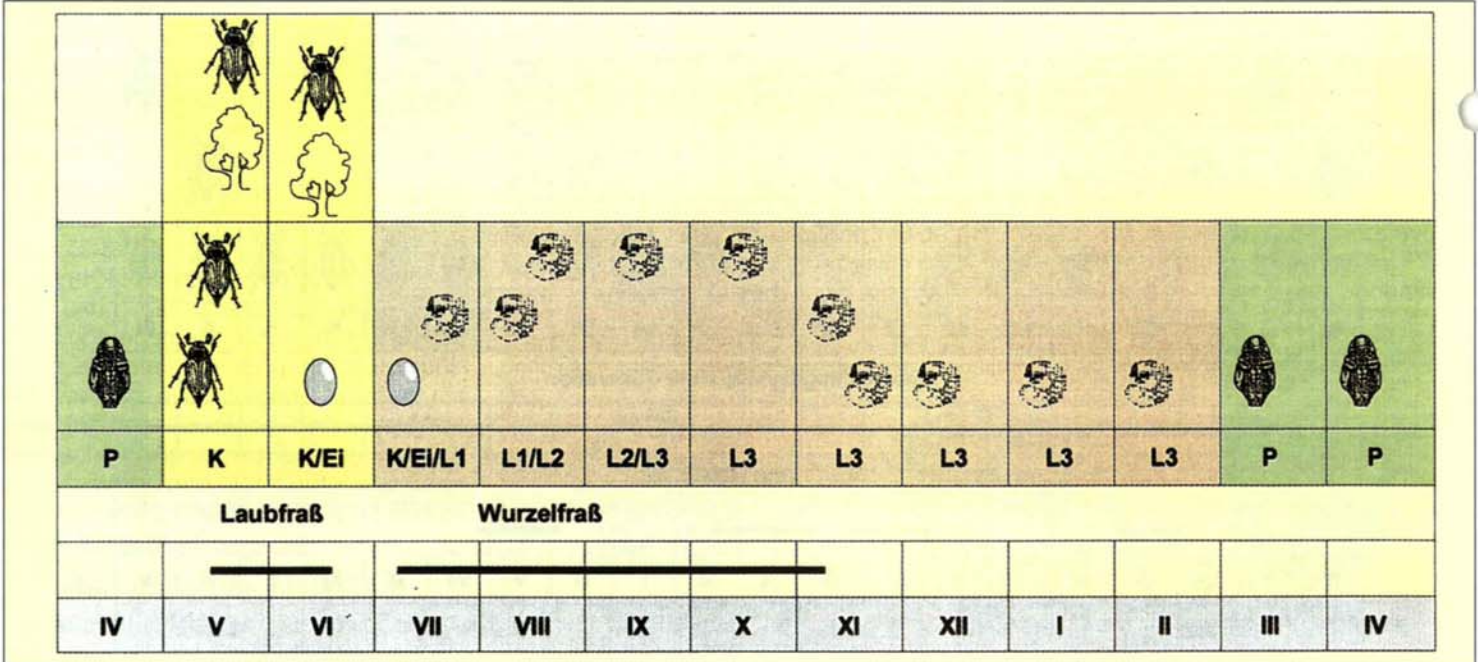 P K K/Ei K/Ei/L1 L1/L2 L2/L3 L3 L3 L3 L3 L3 P P
Laubfraß Wurzelfraß
IV V VI VII VIII IX X XI XII I II III IV